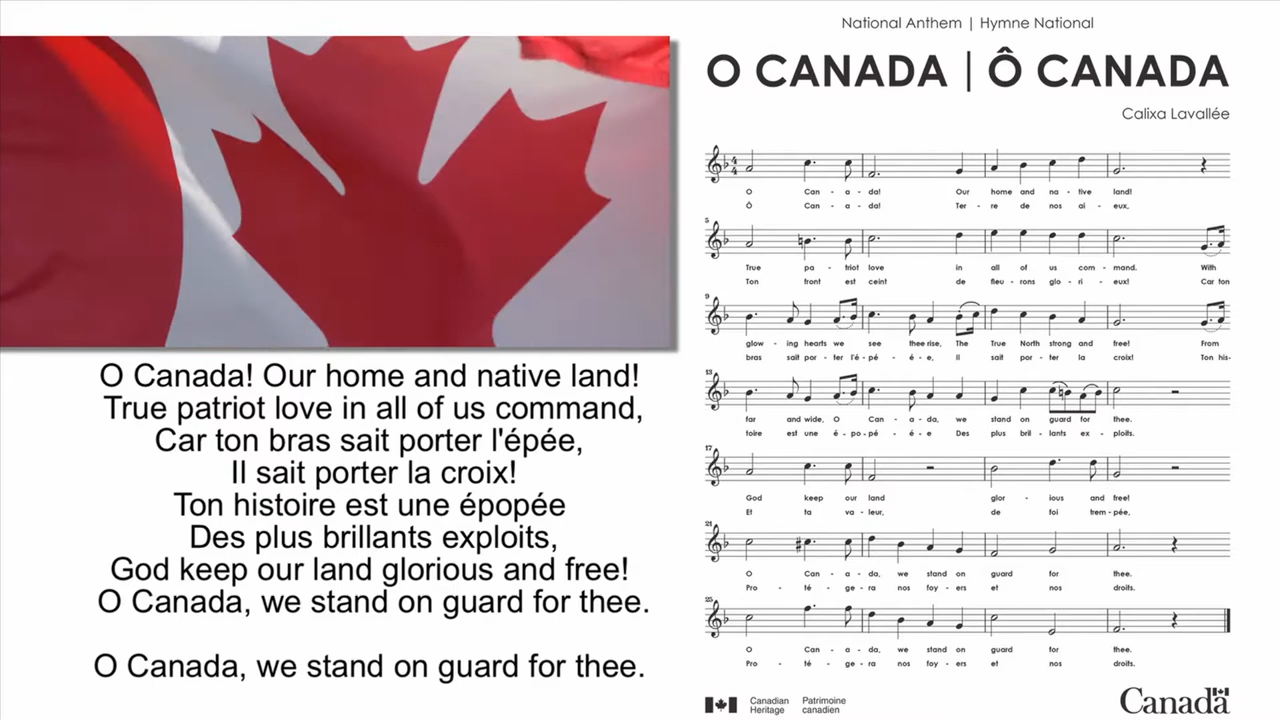 National Anthem | Hymne National
O CANADA | Ô CANADA
Calixa Lavallée
O Can - a - da! Our home and na - tive land!
Ô Can - a - da! Ter - re de nos aï - eux,
5
True pa - triot love in all of us com - mand. With
Ton front est ceint de fleu - rons glo - ri - eux! Car ton
9
glow - ing hearts we see thee rise, The True North strong and free! From
bras sait por - ter l'é - pé - e, Il sait por - ter la croix! Ton his-
13
far and wide, O Can - a - da, we stand on guard for thee.
toire est une é - po - pé - e Des plus bril - lants ex - ploits.
17
God keep our land glor - ious and free!
Et ta va - leur, de foi trem - pée,
21
O Can - a - da, we stand on guard for thee.
Pro - té - ge - ra nos foy - ers et nos droits.
25
O Can - a - da, we stand on guard for thee.
Pro - té - ge - ra nos foy - ers et nos droits.
Canadian Heritage
Patrimoine canadien
Canada
O Canada! Our home and native land!
True patriot love in all of us command,
Car ton bras sait porter l'épée,
Il sait porter la croix!
Ton histoire est une épopée
Des plus brillants exploits,
God keep our land glorious and free!
O Canada, we stand on guard for thee.
O Canada, we stand on guard for thee.